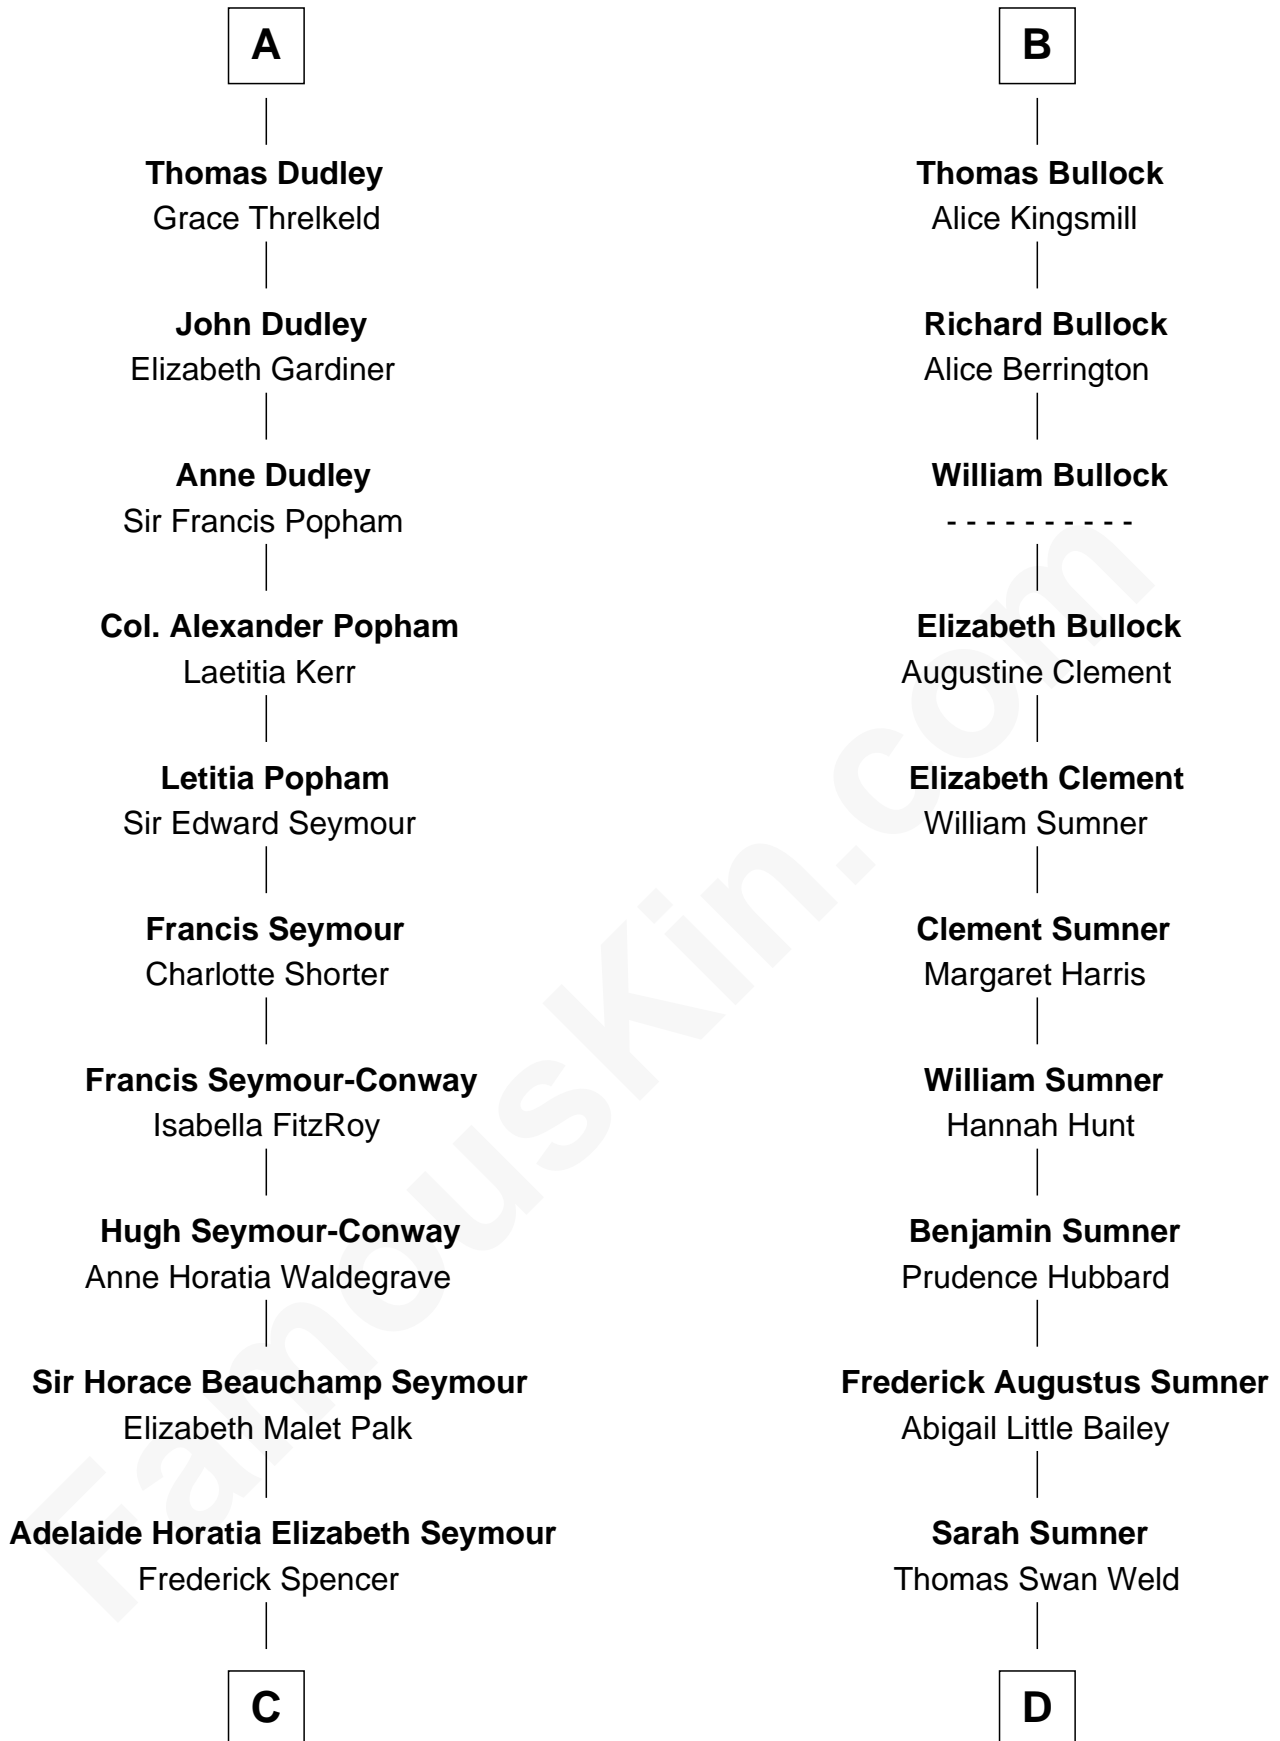 A
Thomas Dudley
Grace Threlkeld
John Dudley
Elizabeth Gardiner
Anne Dudley
Sir Francis Popham
Col. Alexander Popham
Laetitia Kerr
Letitia Popham
Sir Edward Seymour
Francis Seymour
Charlotte Shorter
Francis Seymour-Conway
Isabella FitzRoy
Hugh Seymour-Conway
Anne Horatia Waldegrave
Sir Horace Beauchamp Seymour
Elizabeth Malet Palk
Adelaide Horatia Elizabeth Seymour
Frederick Spencer
C
B
Thomas Bullock
Alice Kingsmill
Richard Bullock
Alice Berrington
William Bullock
- - - - - - - - - -
Elizabeth Bullock
Augustine Clement
Elizabeth Clement
William Sumner
Clement Sumner
Margaret Harris
William Sumner
Hannah Hunt
Benjamin Sumner
Prudence Hubbard
Frederick Augustus Sumner
Abigail Little Bailey
Sarah Sumner
Thomas Swan Weld
D
FamousKin.com